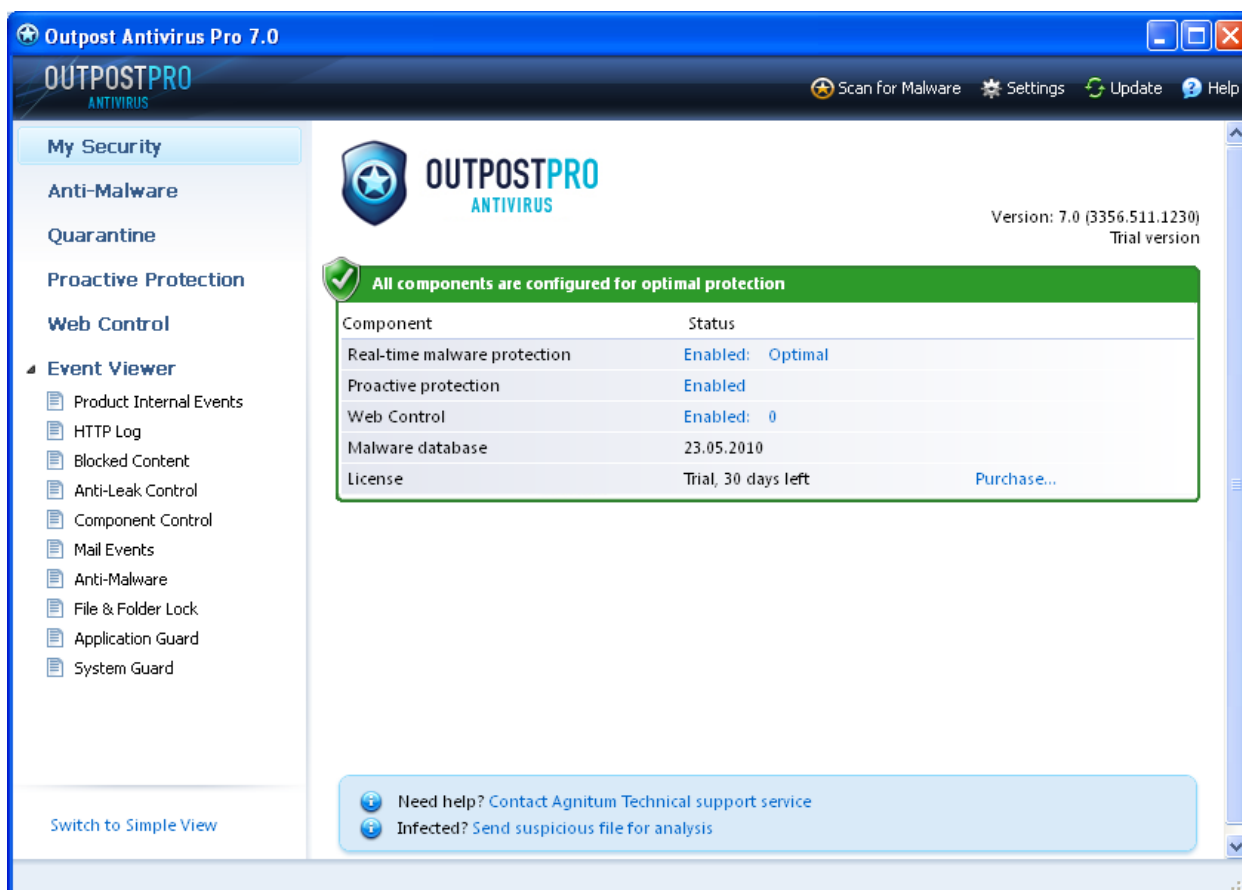 Outpost Antivirus Pro 7.0
OUTPOSTPRO
ANTIVIRUS
Scan for Malware Settings Update Help
My Security
Anti-Malware
Quarantine
Proactive Protection
Web Control
Event Viewer
Product Internal Events
HTTP Log
Blocked Content
Anti-Leak Control
Component Control
Mail Events
Anti-Malware
File & Folder Lock
Application Guard
System Guard
Switch to Simple View
OUTPOSTPRO
ANTIVIRUS
Version: 7.0 (3356.511.1230)
Trial version
All components are configured for optimal protection
Component Status
Real-time malware protection Enabled: Optimal
Proactive protection Enabled
Web Control Enabled: 0
Malware database 23.05.2010
License Trial, 30 days left Purchase...
Need help? Contact Agnitum Technical support service
Infected? Send suspicious file for analysis